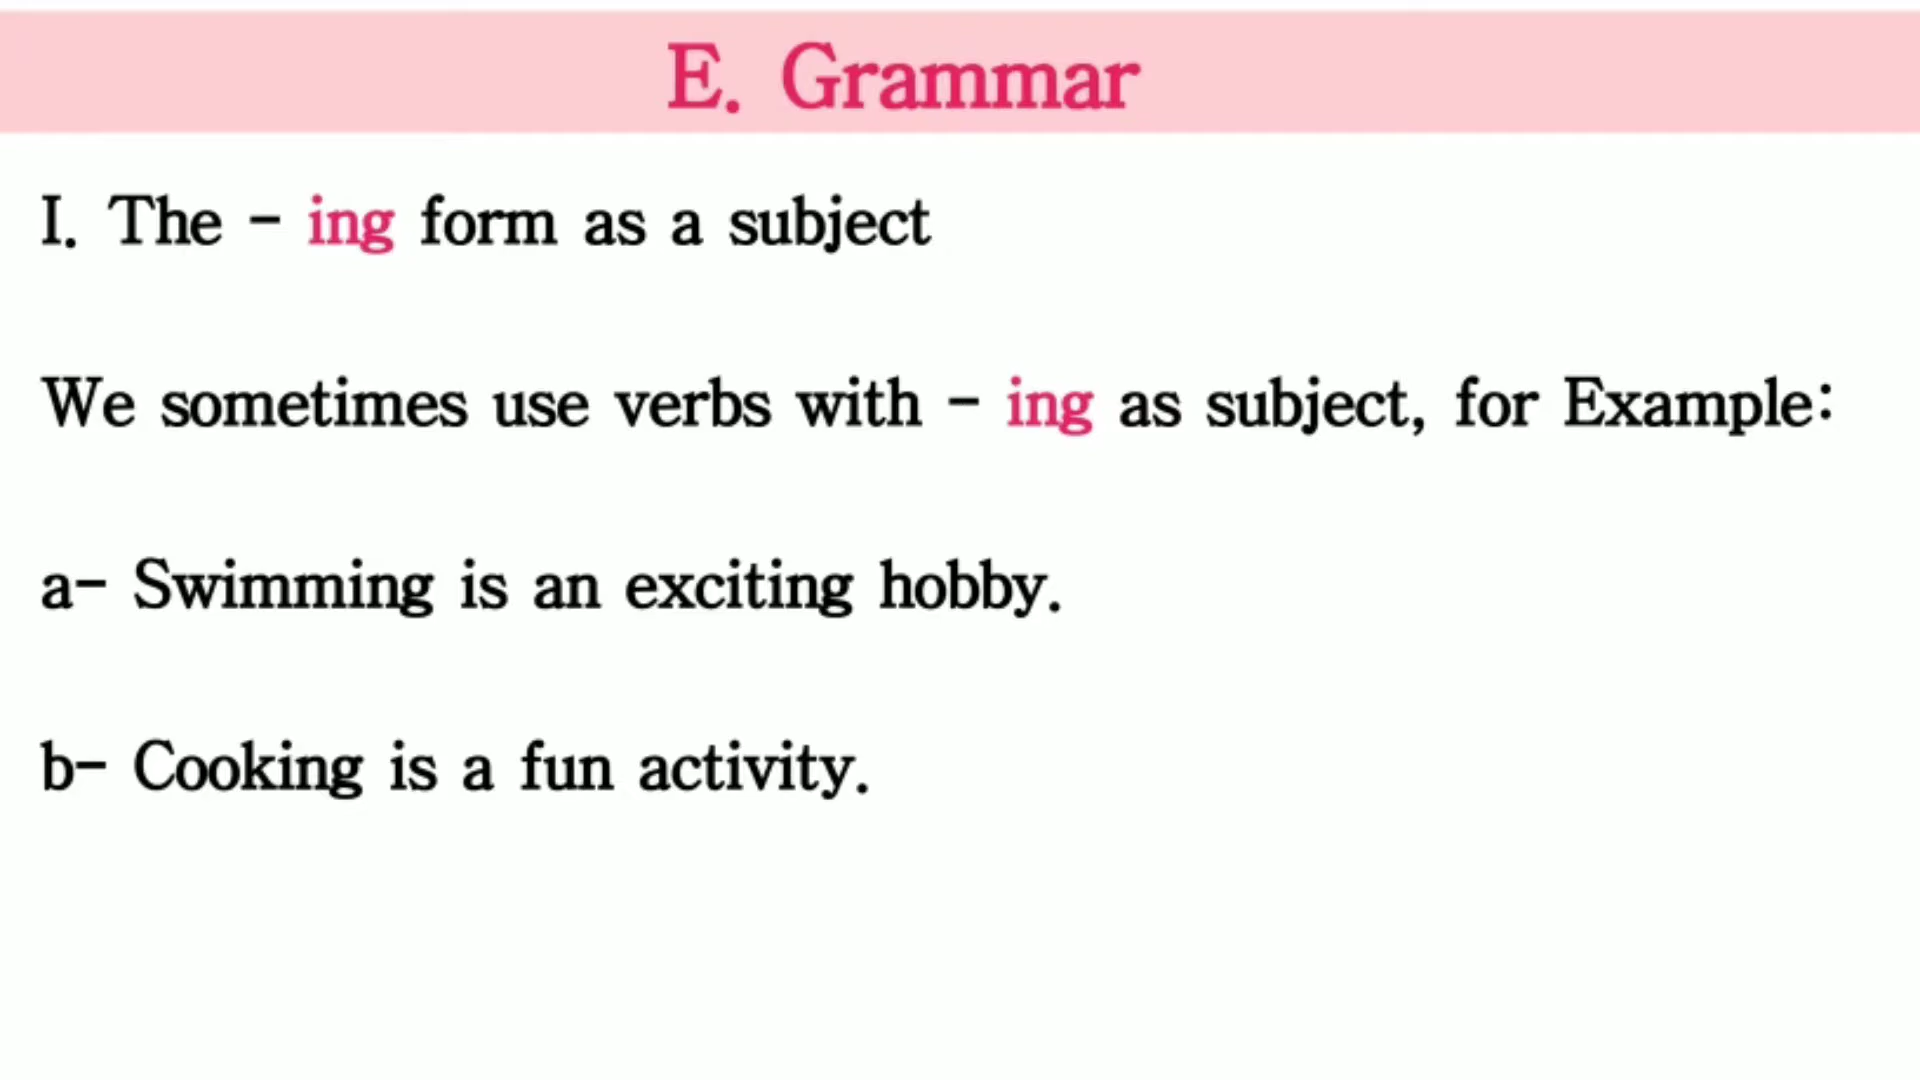 E. Grammar
I. The - ing form as a subject
We sometimes use verbs with - ing as subject, for Example:
a- Swimming is an exciting hobby.
b- Cooking is a fun activity.